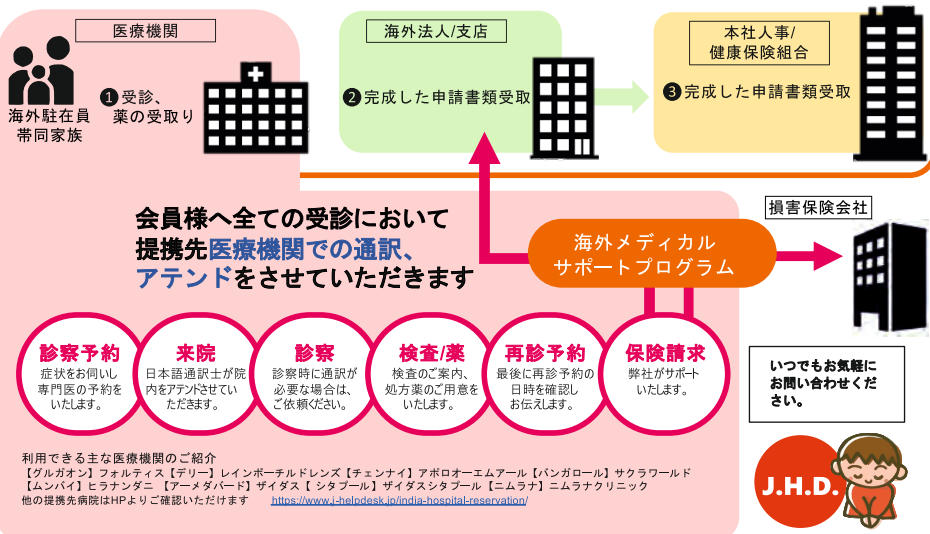 医療機関
海外駐在員
帯同家族
❶受診、
薬の受取り
海外法人/支店
❷完成した申請書類受取
本社人事/
健康保険組合
❸完成した申請書類受取
会員様へ全ての受診において
提携先医療機関での通訳、
アテンドをさせていただきます
海外メディカル
サポートプログラム
損害保険会社
診察予約
症状をお伺いし
専門医の予約を
いたします。
来院
日本語通訳士が院
内をアテンドさせてい
ただきます。
診察
診察時に通訳が
必要な場合は、
ご依頼ください。
検査/薬
検査のご案内、
処方薬のご用意を
いたします。
再診予約
最後に再診予約の
日時を確認し
お伝えします。
保険請求
弊社がサポート
いたします。
いつでもお気軽に
お問い合わせくだ
さい。
利用できる主な医療機関のご紹介
【グルガオン】フォルティス【デリー】レインボーチルドレンズ【チェンナイ】アポロオーエムアール【バンガロール】サクラワールド
【ムンバイ】ヒラナンダニ 【アーメダバード】ザイダス【 シタプール】ザイダスシタプール【ニムラナ】ニムラナクリニック
他の提携先病院はHPよりご確認いただけます https://www.j-helpdesk.jp/india-hospital-reservation/
J.H.D.